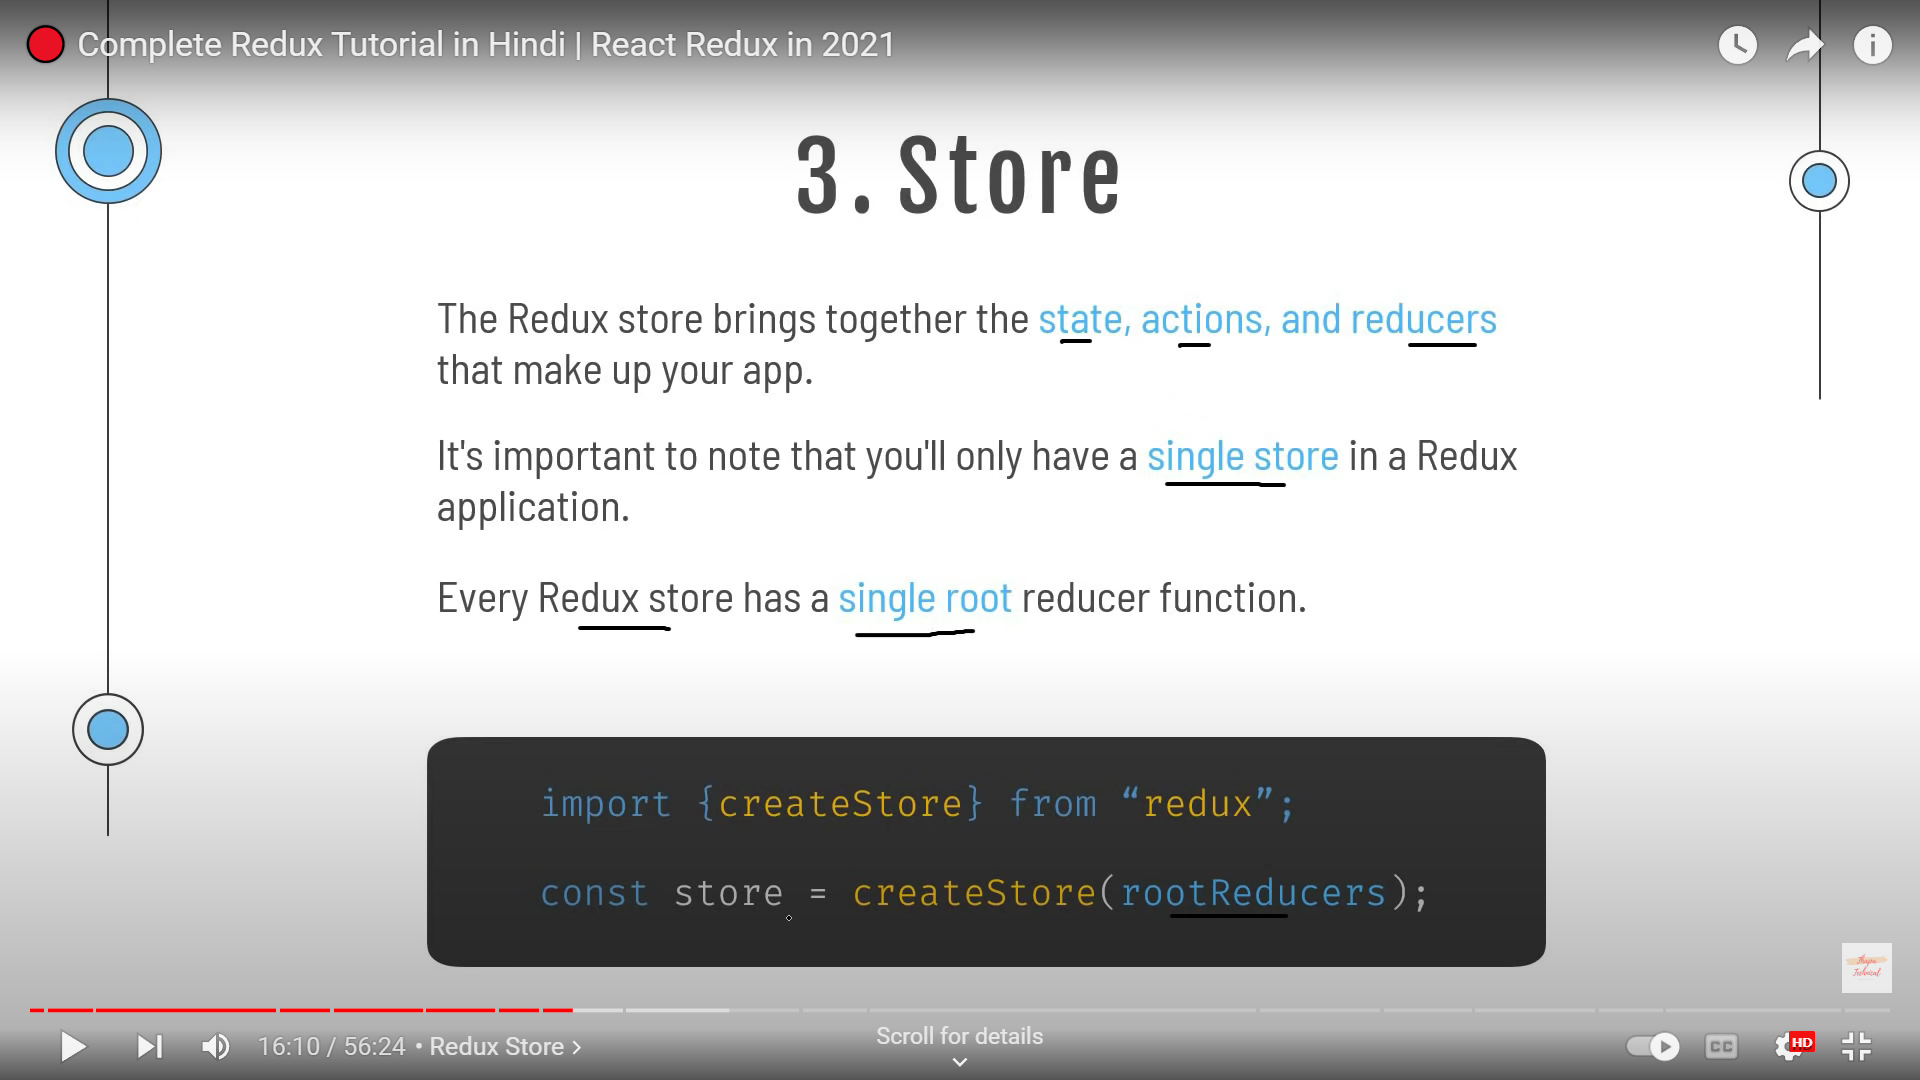 Complete Redux Tutorial in Hindi | React Redux in 2021
3. Store
The Redux store brings together the state, actions, and reducers
that make up your app.
It's important to note that you'll only have a single store in a Redux
application.
Every Redux store has a single root reducer function.
import {createStore} from “redux”;
const store = createStore(rootReducers);
Thapa
Technical
Scroll for details
16:10 / 56:24 • Redux Store
CC
HD